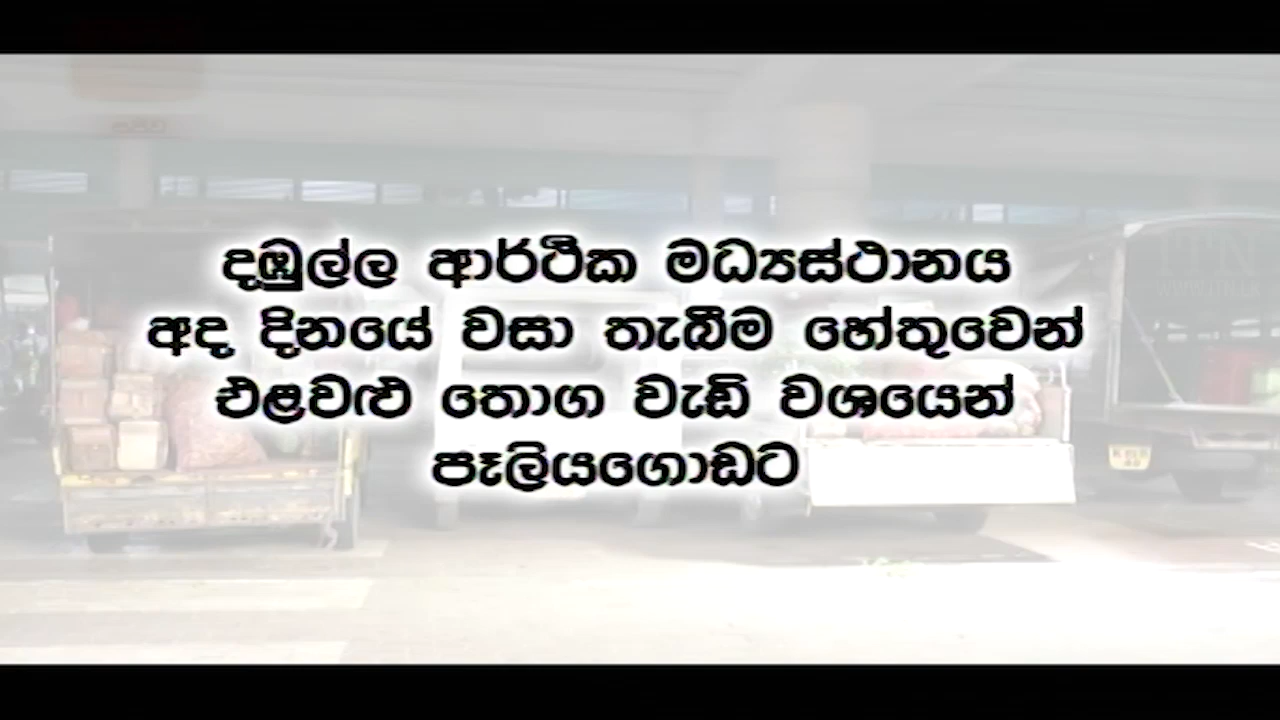 දඹුල්ල ආර්ථික මධ්‍යස්ථානය
අද දිනයේ වසා තැබීම හේතුවෙන්
එළවළු තොග වැඩි වශයෙන්
පෑලියගොඩට